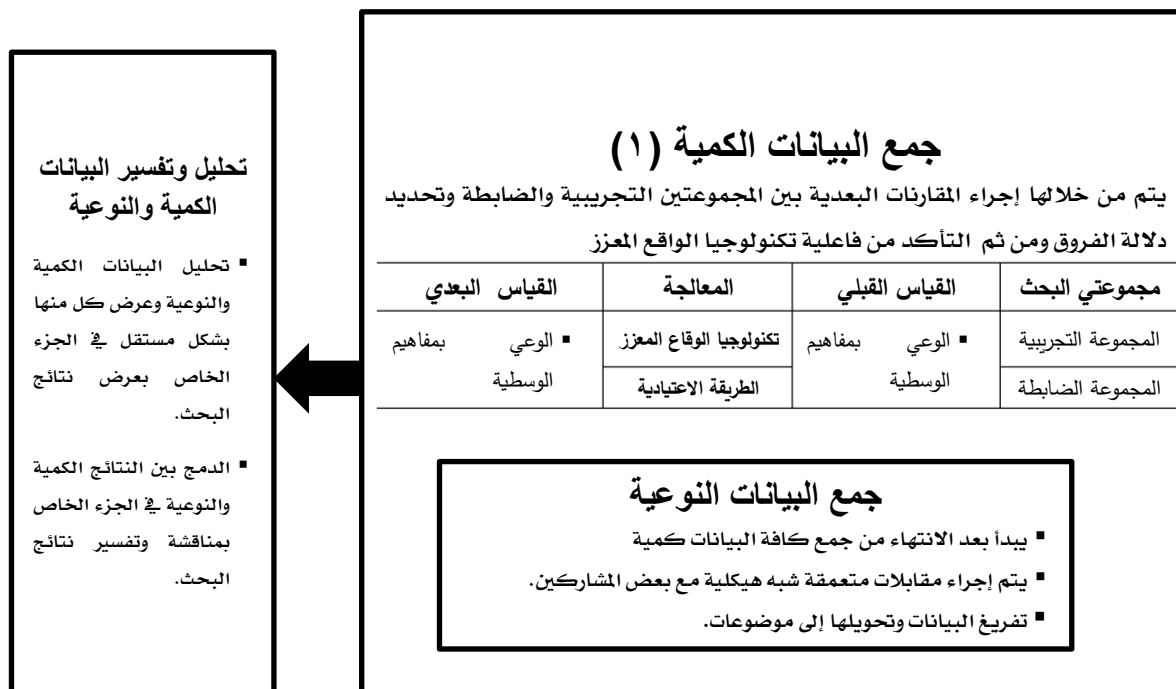 جمع البيانات الكمية (١)
يتم من خلالها إجراء المقارنات البعدية بين المجموعتين التجريبية والضابطة وتحديد
دلالة الفروق ومن ثم التأكد من فاعلية تكنولوجيا الواقع المعزز
مجموعتي البحث القياس القبلي المعالجة القياس البعدي
المجموعة التجريبية ▪ الوعي بمفاهيم تكنولوجيا الوقاع المعزز ▪ الوعي بمفاهيم
المجموعة الضابطة الوسطية الطريقة الاعتيادية الوسطية
جمع البيانات النوعية
▪ يبدأ بعد الانتهاء من جمع كافة البيانات كمية
▪ يتم إجراء مقابلات متعمقة شبه هيكلية مع بعض المشاركين.
▪ تفريغ البيانات وتحويلها إلى موضوعات.
تحليل وتفسير البيانات
الكمية والنوعية
▪ تحليل البيانات الكمية
والنوعية وعرض كل منها
بشكل مستقل في الجزء
الخاص بعرض نتائج
البحث.
▪ الدمج بين النتائج الكمية
والنوعية في الجزء الخاص
بمناقشة وتفسير نتائج
البحث.